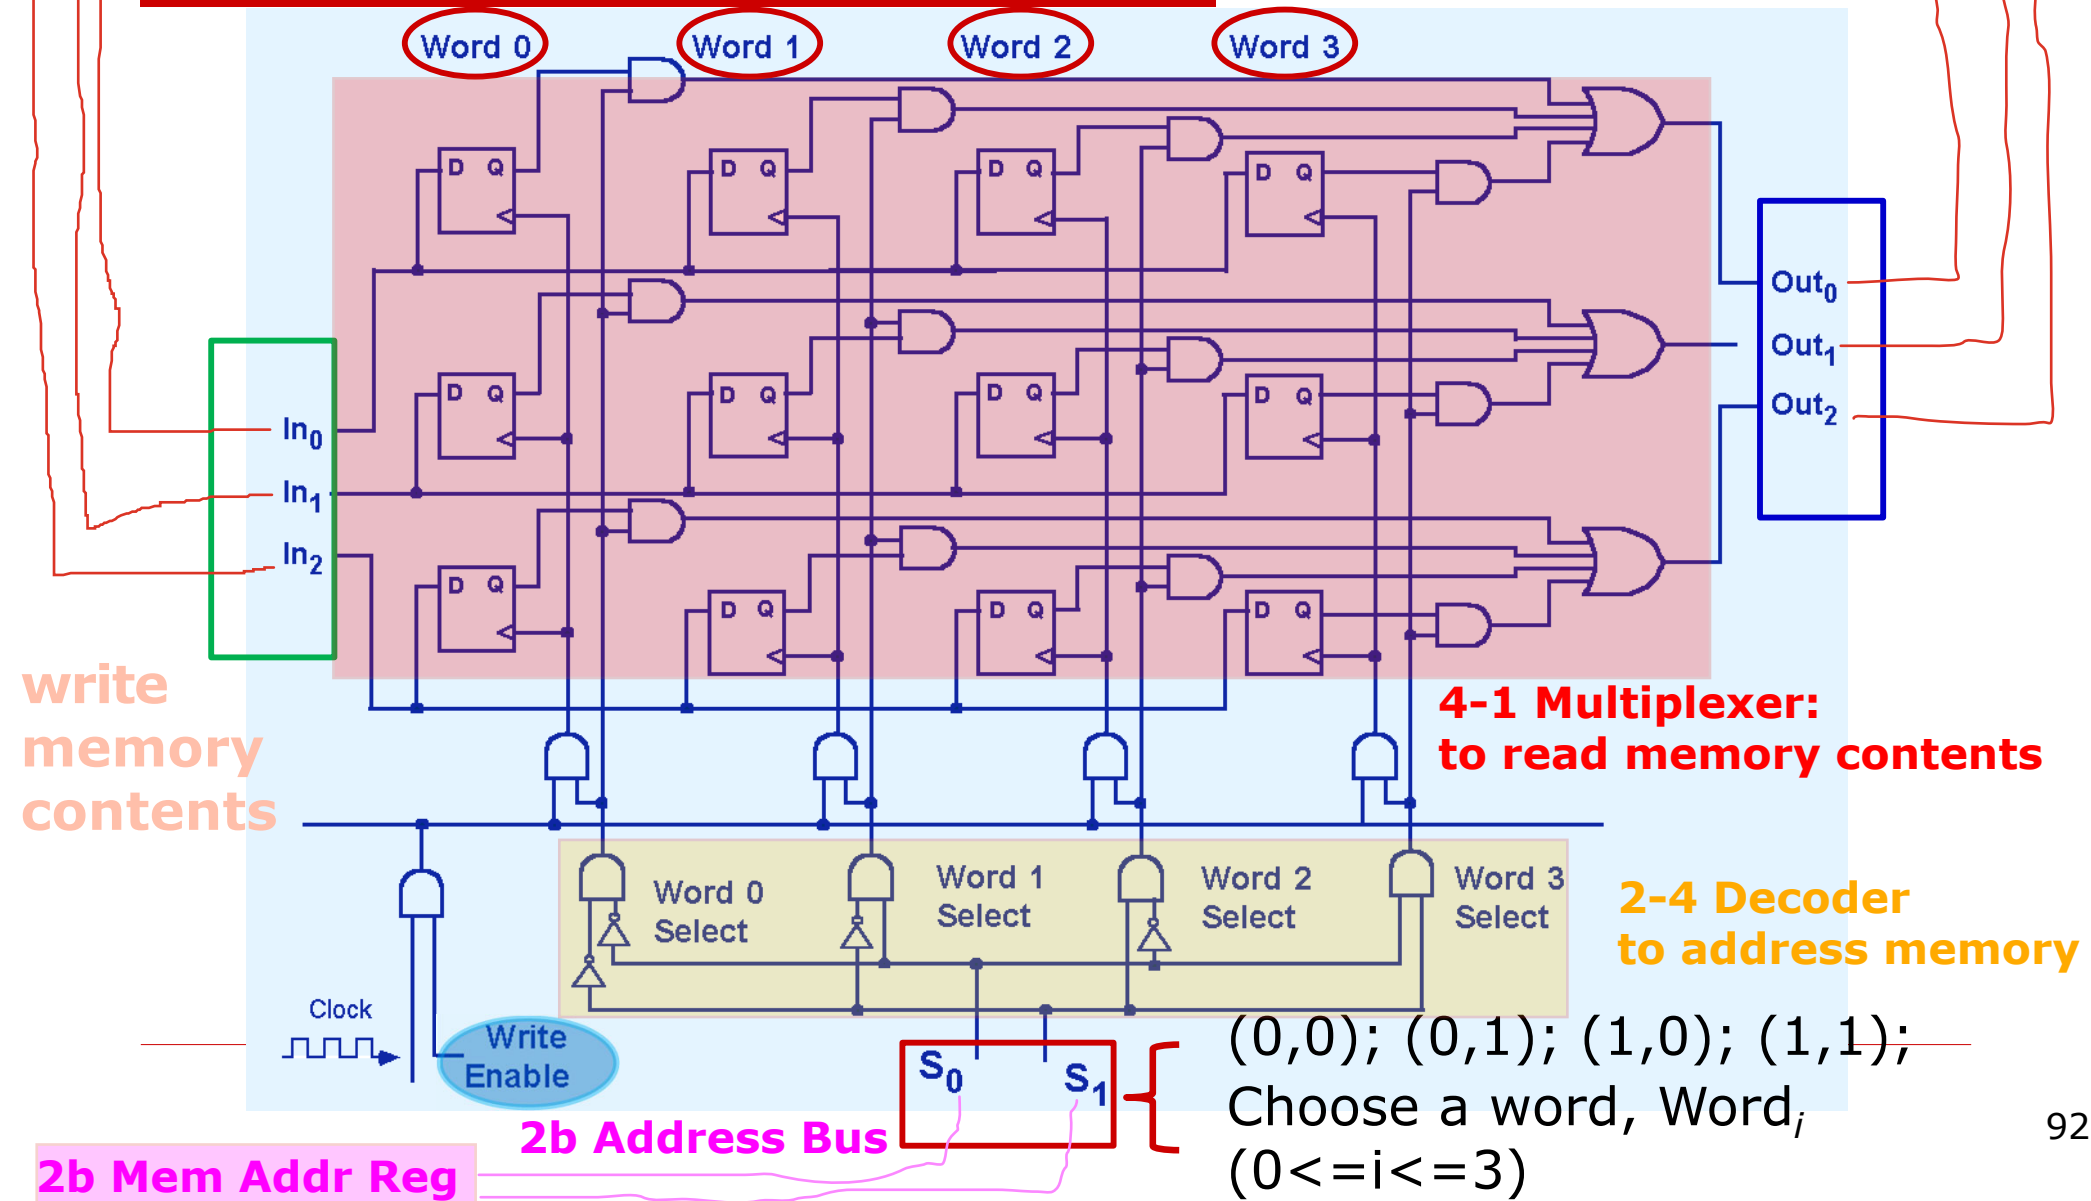 Word 0
Word 1
Word 2
Word 3
D Q
D Q
D Q
D Q
Out0
Out1
Out2
In0
In1
In2
D Q
D Q
D Q
D Q
D Q
D Q
D Q
D Q
write
memory
contents
4-1 Multiplexer:
to read memory contents
Word 0
Select
Word 1
Select
Word 2
Select
Word 3
Select
2-4 Decoder
to address memory
Clock
Write
Enable
S0
S1
(0,0); (0,1); (1,0); (1,1);
Choose a word, Wordi
(0<=i<=3)
2b Address Bus
2b Mem Addr Reg
92